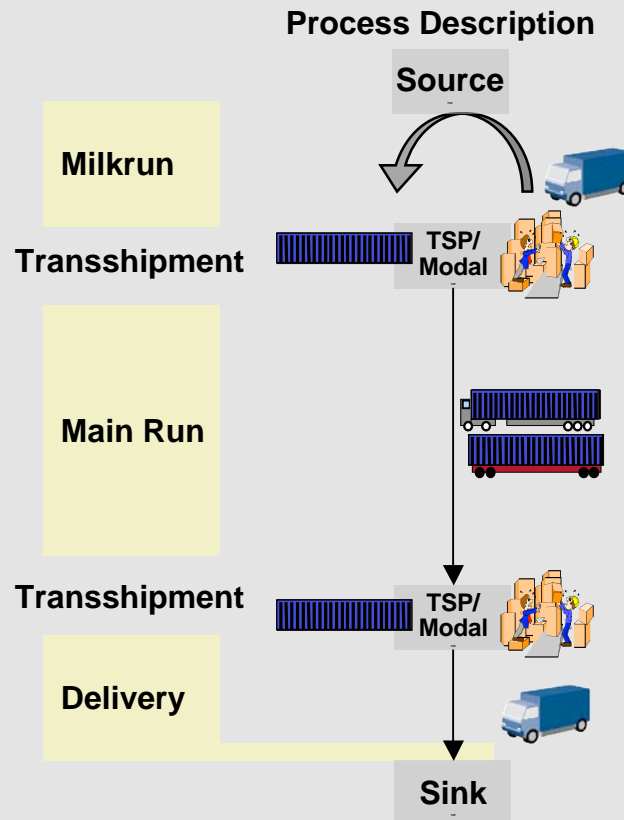 Process Description
Source
Milkrun
Transshipment
TSP/
Modal
Main Run
Transshipment
TSP/
Modal
Delivery
Sink